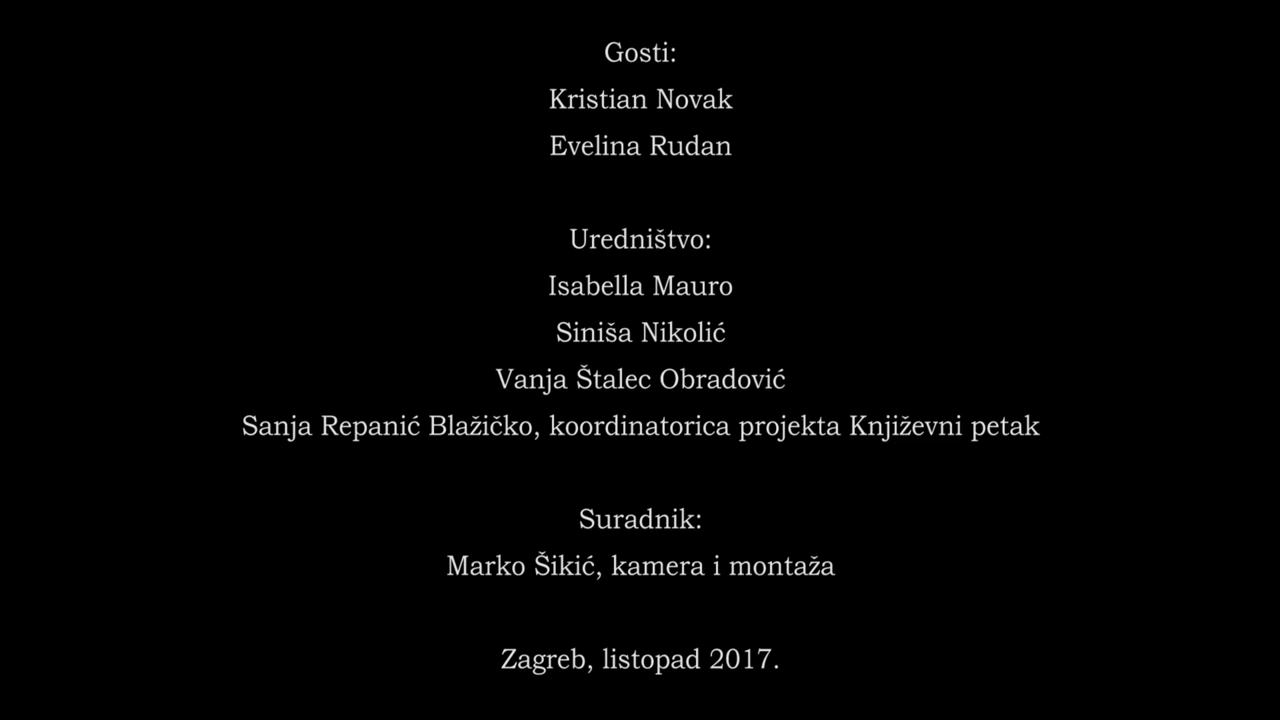 Gosti:
Kristian Novak
Evelina Rudan
Uredništvo:
Isabella Mauro
Siniša Nikolić
Vanja Štalec Obradović
Sanja Repanić Blažičko, koordinatorica projekta Književni petak
Suradnik:
Marko Šikić, kamera i montaža
Zagreb, listopad 2017.